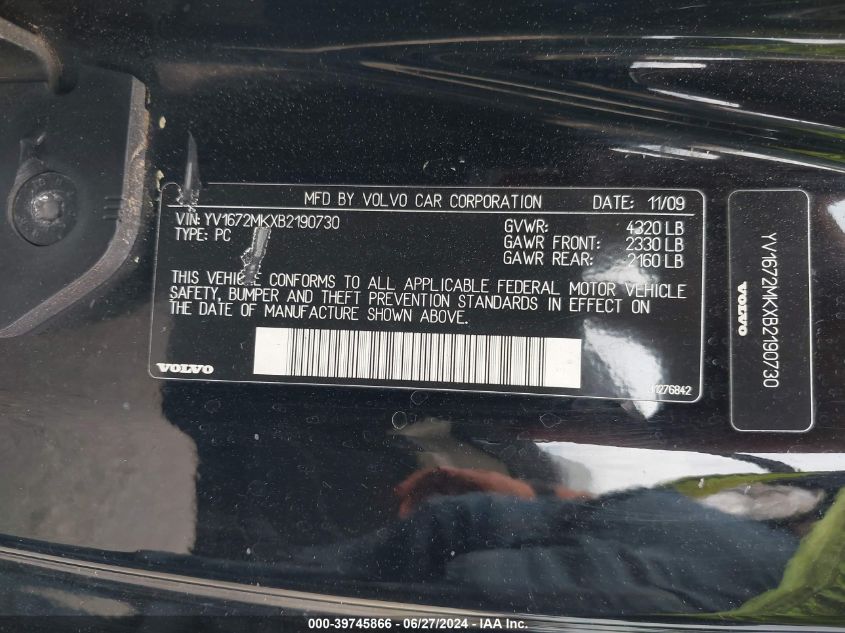 MFD BY VOLVO CAR CORPORATION DATE: 11/09
VIN: YV1672MKXB2190730
TYPE: PC
GVWR: 4320 LB
GAWR FRONT: 2330 LB
GAWR REAR: 2160 LB
THIS VEHICLE CONFORMS TO ALL APPLICABLE FEDERAL MOTOR VEHICLE
SAFETY, BUMPER AND THEFT PREVENTION STANDARDS IN EFFECT ON
THE DATE OF MANUFACTURE SHOWN ABOVE.
VOLVO
11276842
YV1672MKXB2190730
VOLVO
000-39745866 / 06/27/2024 - IAA Inc.